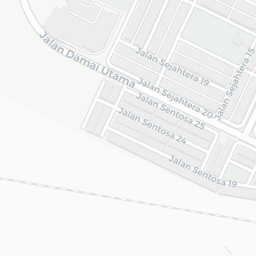 Jalan Sejahtera 15
Jalan Sejahtera 19
Jalan Damai Utama
Jalan Sejahtera 20
Jalan Sentosa 25
Jalan Sentosa 24
Jalan Sentosa 19